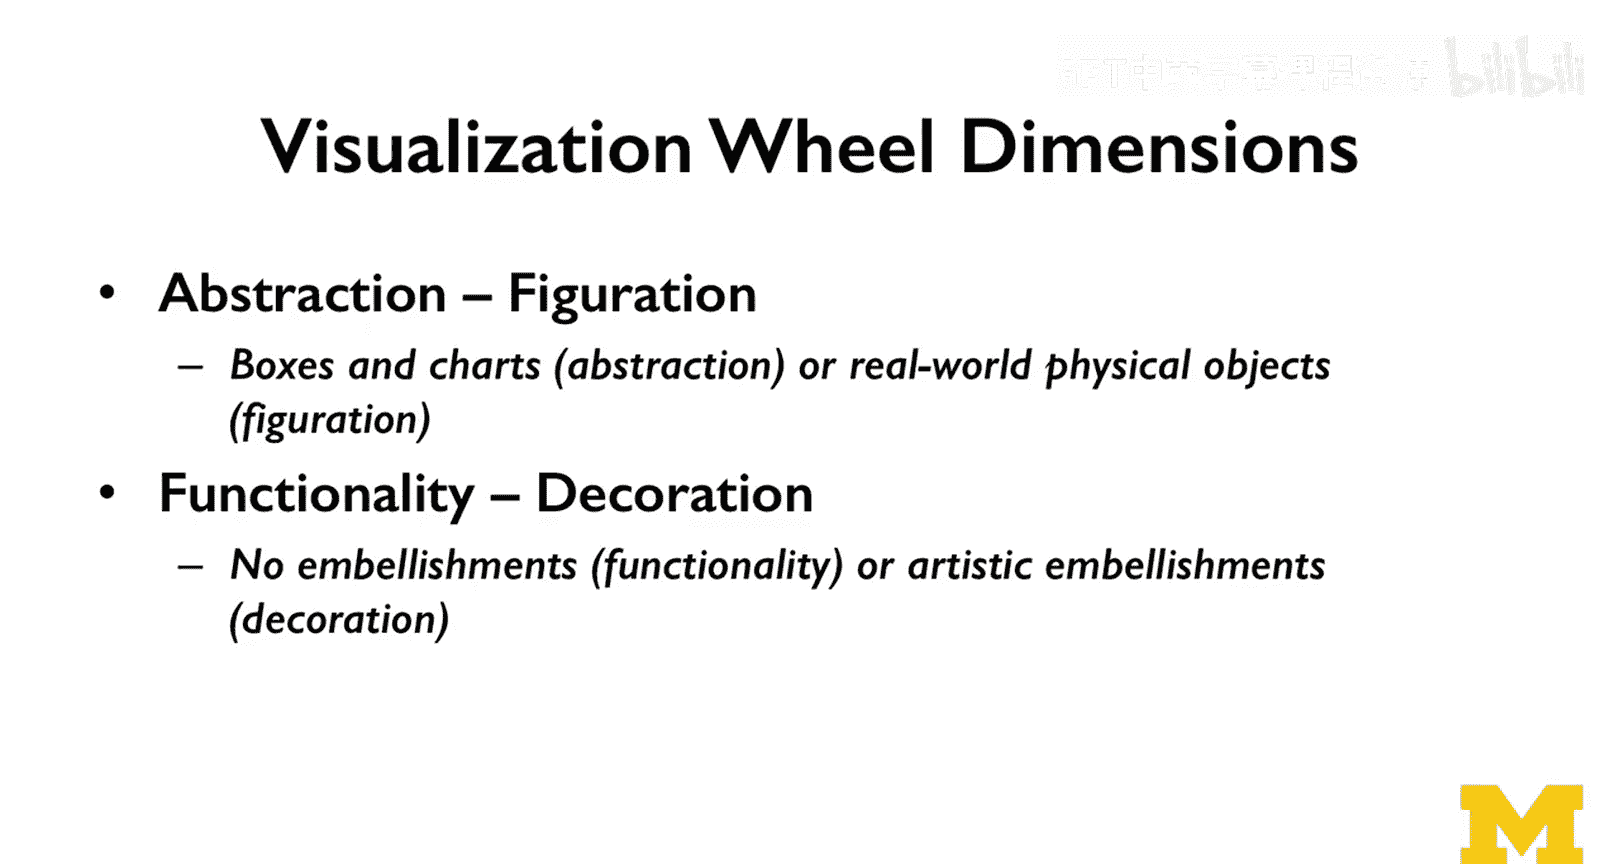 bilibili
Visualization Wheel Dimensions
• Abstraction – Figuration
– Boxes and charts (abstraction) or real-world physical objects
(figuration)
• Functionality – Decoration
– No embellishments (functionality) or artistic embellishments
(decoration)
M